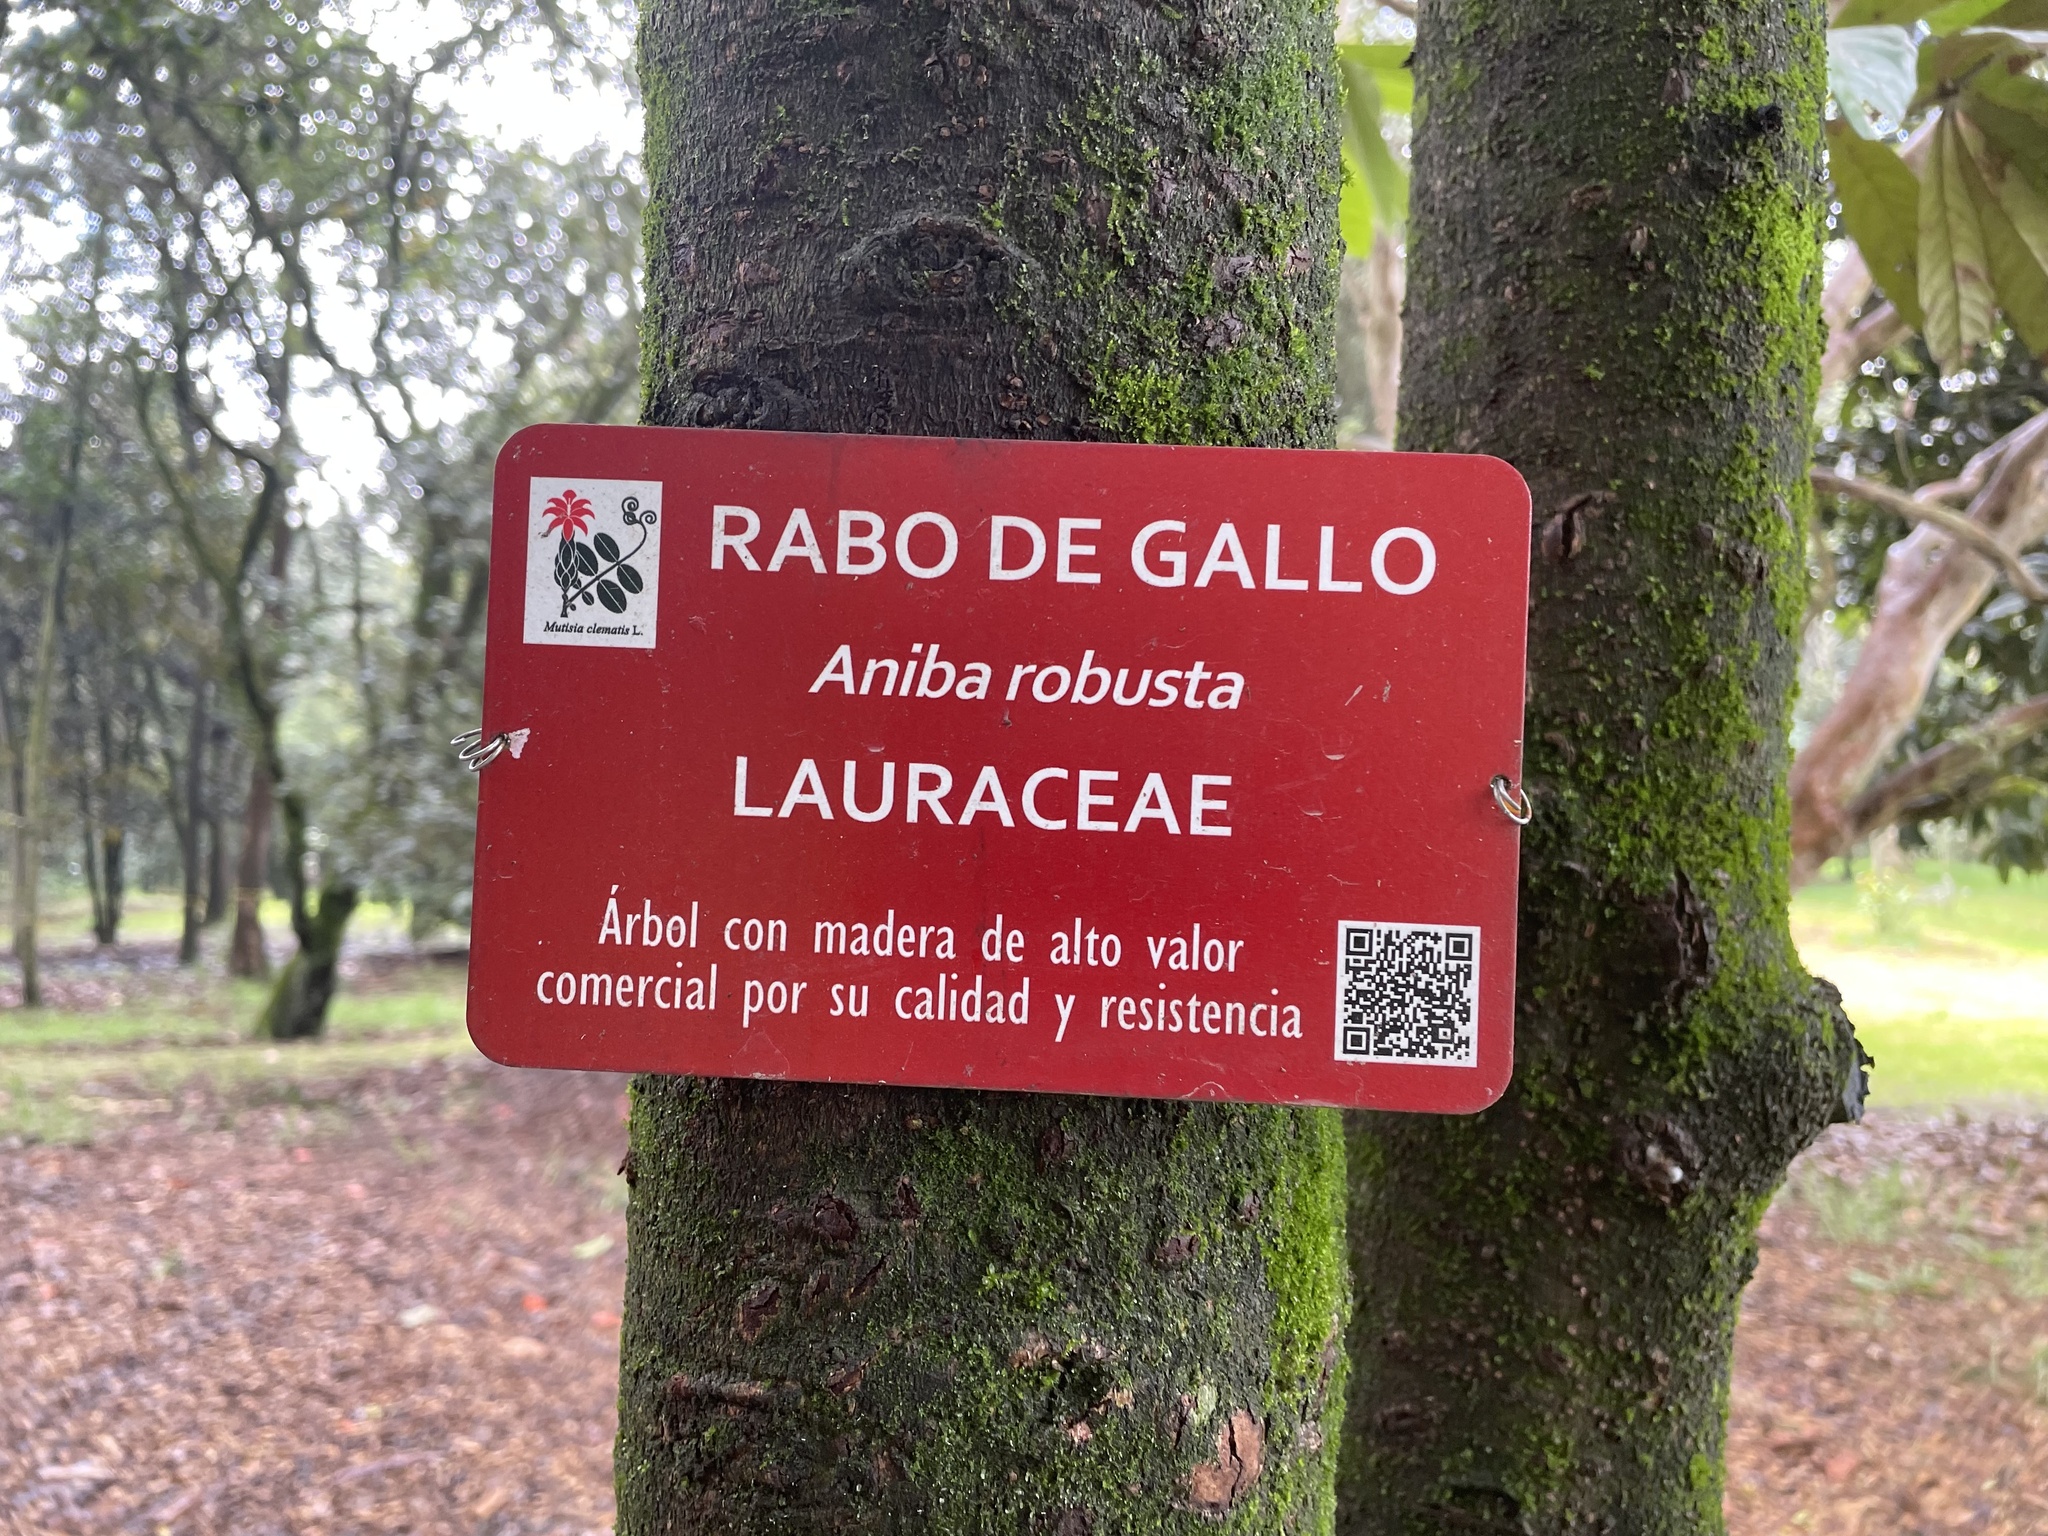 Mutisia clematis L.
RABO DE GALLO
Aniba robusta
LAURACEAE
Árbol con madera de alto valor
comercial por su calidad y resistencia